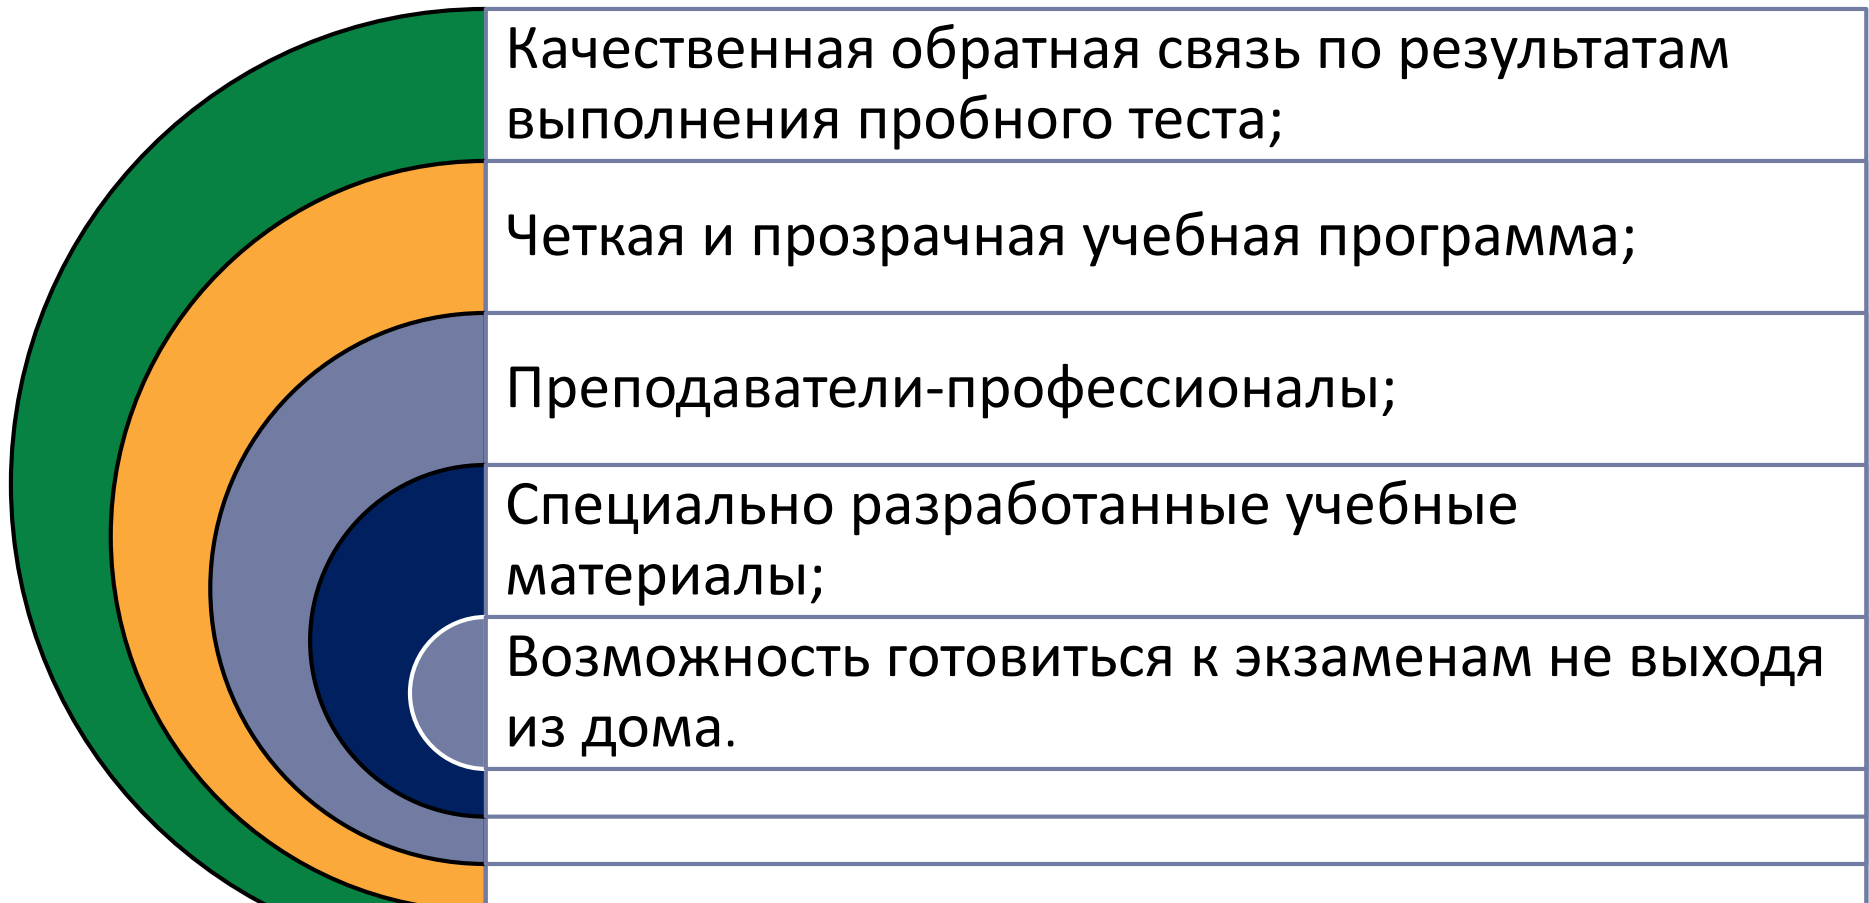 Качественная обратная связь по результатам
выполнения пробного теста;
Четкая и прозрачная учебная программа;
Преподаватели-профессионалы;
Специально разработанные учебные
материалы;
Возможность готовиться к экзаменам не выходя
из дома.